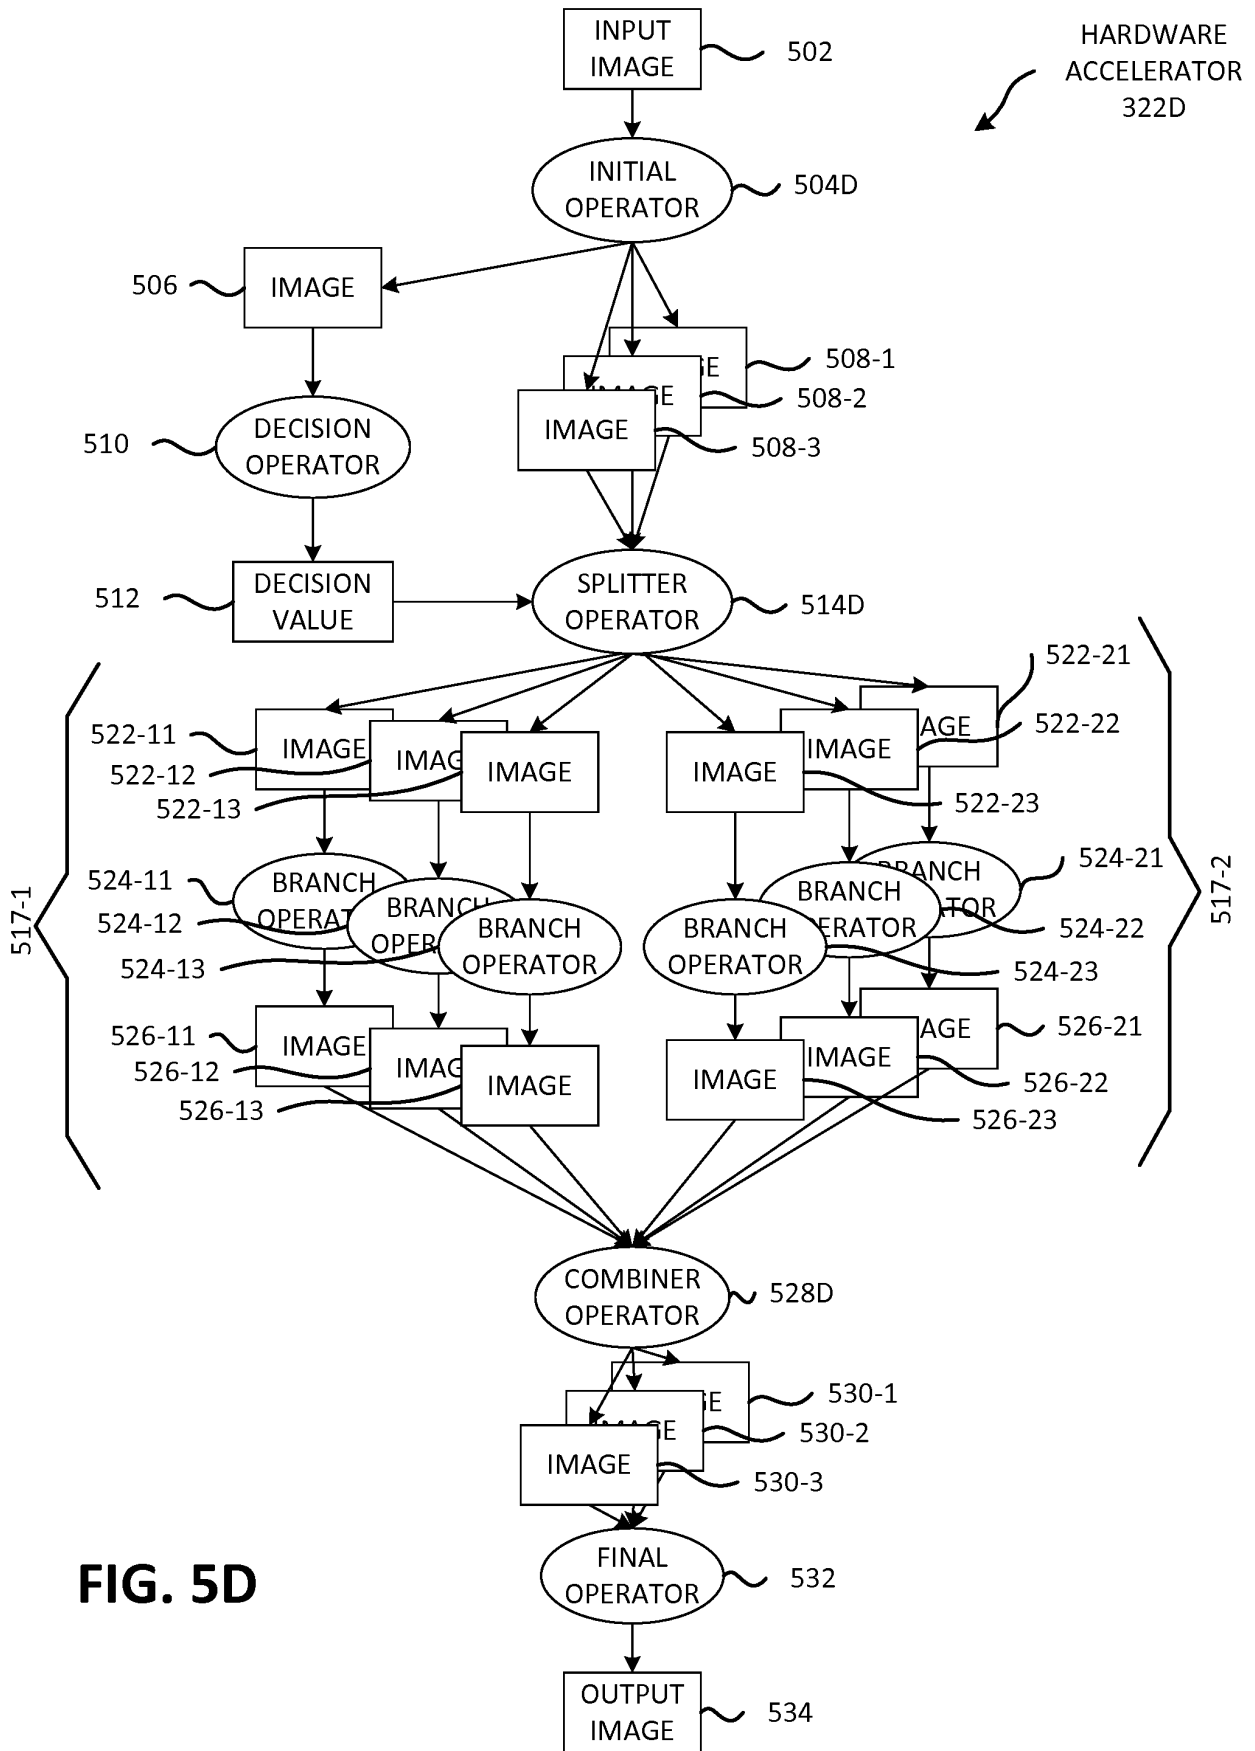 INPUT
IMAGE
502
HARDWARE
ACCELERATOR
322D
INITIAL
OPERATOR
504D
506
IMAGE
508-1
508-2
508-3
IMAGE
510
DECISION
OPERATOR
512
DECISION
VALUE
SPLITTER
OPERATOR
514D
517-1
517-2
522-11
522-12
522-13
IMAGE
IMAGE
IMAGE
IMAGE
522-21
522-22
522-23
524-11
524-12
524-13
BRANCH
OPERATOR
BRANCH
OPERATOR
BRANCH
OPERATOR
BRANCH
OPERATOR
BRANCH
OPERATOR
524-21
524-22
524-23
526-11
526-12
526-13
IMAGE
IMAGE
IMAGE
IMAGE
526-21
526-22
526-23
COMBINER
OPERATOR
528D
530-1
530-2
530-3
IMAGE
FINAL
OPERATOR
532
FIG. 5D
OUTPUT
IMAGE
534